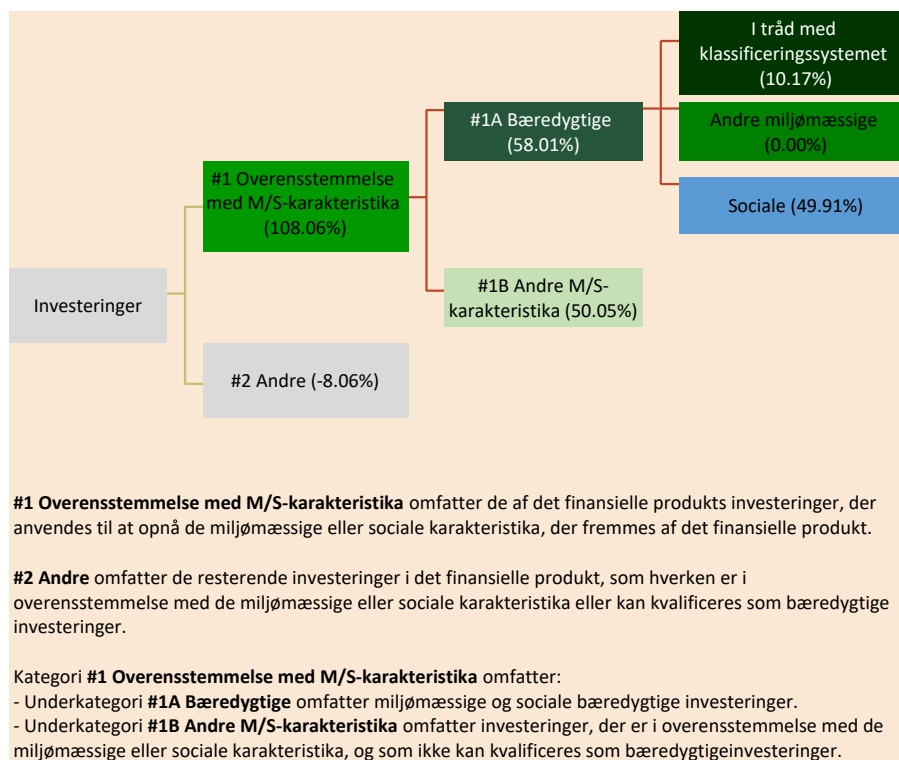 I tråd med
klassificeringssystemet
(10.17%)
#1A Bæredygtige
(58.01%)
Andre miljømæssige
(0.00%)
#1 Overensstemmelse
med M/S-karakteristika
(108.06%)
Sociale (49.91%)
Investeringer
#1B Andre M/S-
karakteristika (50.05%)
#2 Andre (-8.06%)
#1 Overensstemmelse med M/S-karakteristika omfatter de af det finansielle produkts investeringer, der
anvendes til at opnå de miljømæssige eller sociale karakteristika, der fremmes af det finansielle produkt.
#2 Andre omfatter de resterende investeringer i det finansielle produkt, som hverken er i
overensstemmelse med de miljømæssige eller sociale karakteristika eller kan kvalificeres som bæredygtige
investeringer.
Kategori #1 Overensstemmelse med M/S-karakteristika omfatter:
- Underkategori #1A Bæredygtige omfatter miljømæssige og sociale bæredygtige investeringer.
- Underkategori #1B Andre M/S-karakteristika omfatter investeringer, der er i overensstemmelse med de
miljømæssige eller sociale karakteristika, og som ikke kan kvalificeres som bæredygtigeinvesteringer.